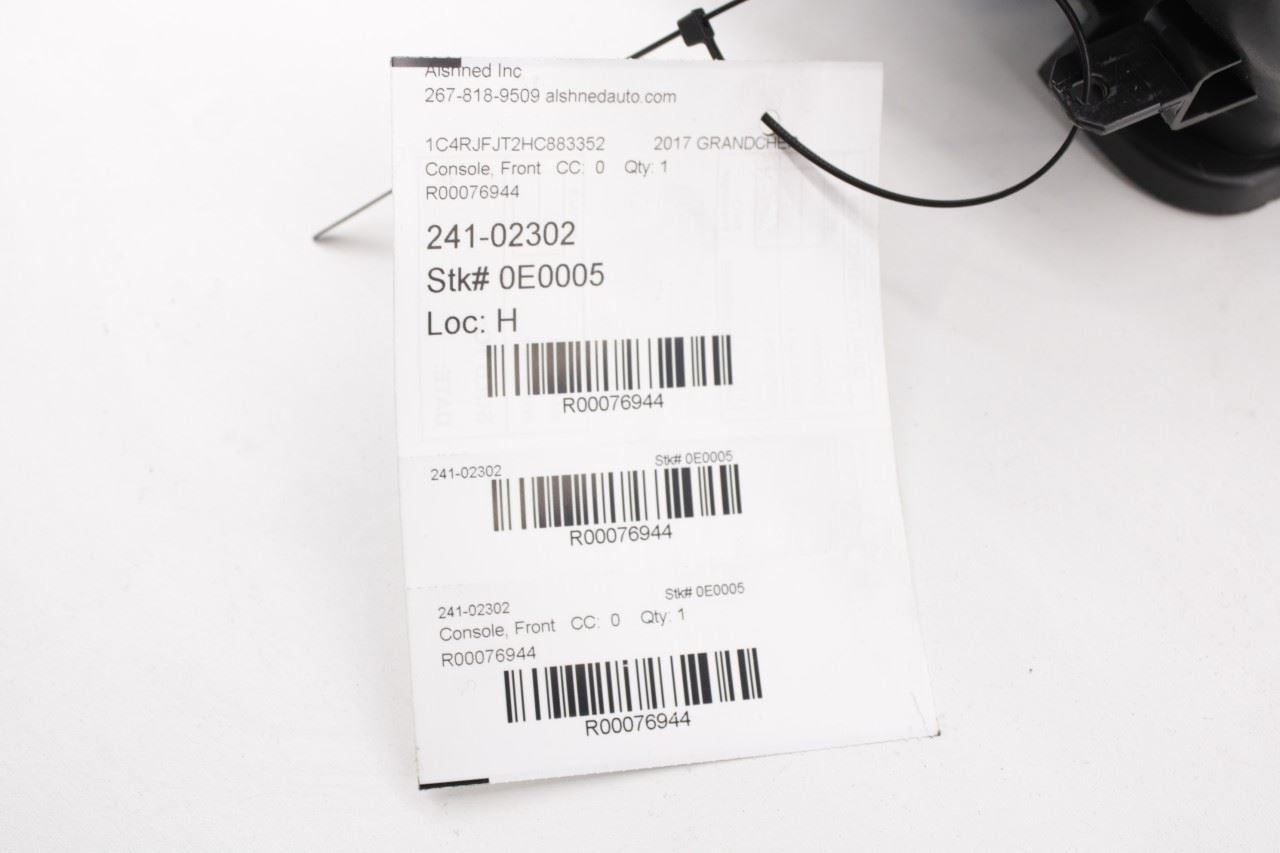 Alshned Inc
267-818-9509 alshnedauto.com
1C4RJFJT2HC883352 2017 GRANDCHER
Console, Front CC: 0 Qty: 1
R00076944
241-02302
Stk# 0E0005
Loc: H
R00076944
241-02302 Stk# 0E0005
R00076944
241-02302 Stk# 0E0005
Console, Front CC: 0 Qty: 1
R00076944
R00076944